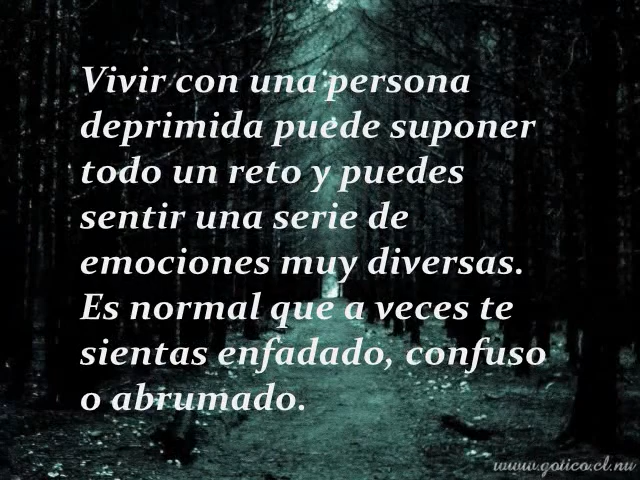 Vivir con una persona
deprimida puede suponer
todo un reto y puedes
sentir una serie de
emociones muy diversas.
Es normal que a veces te
sientas enfadado, confuso
o abrumado.
www.gotico.cl.nu